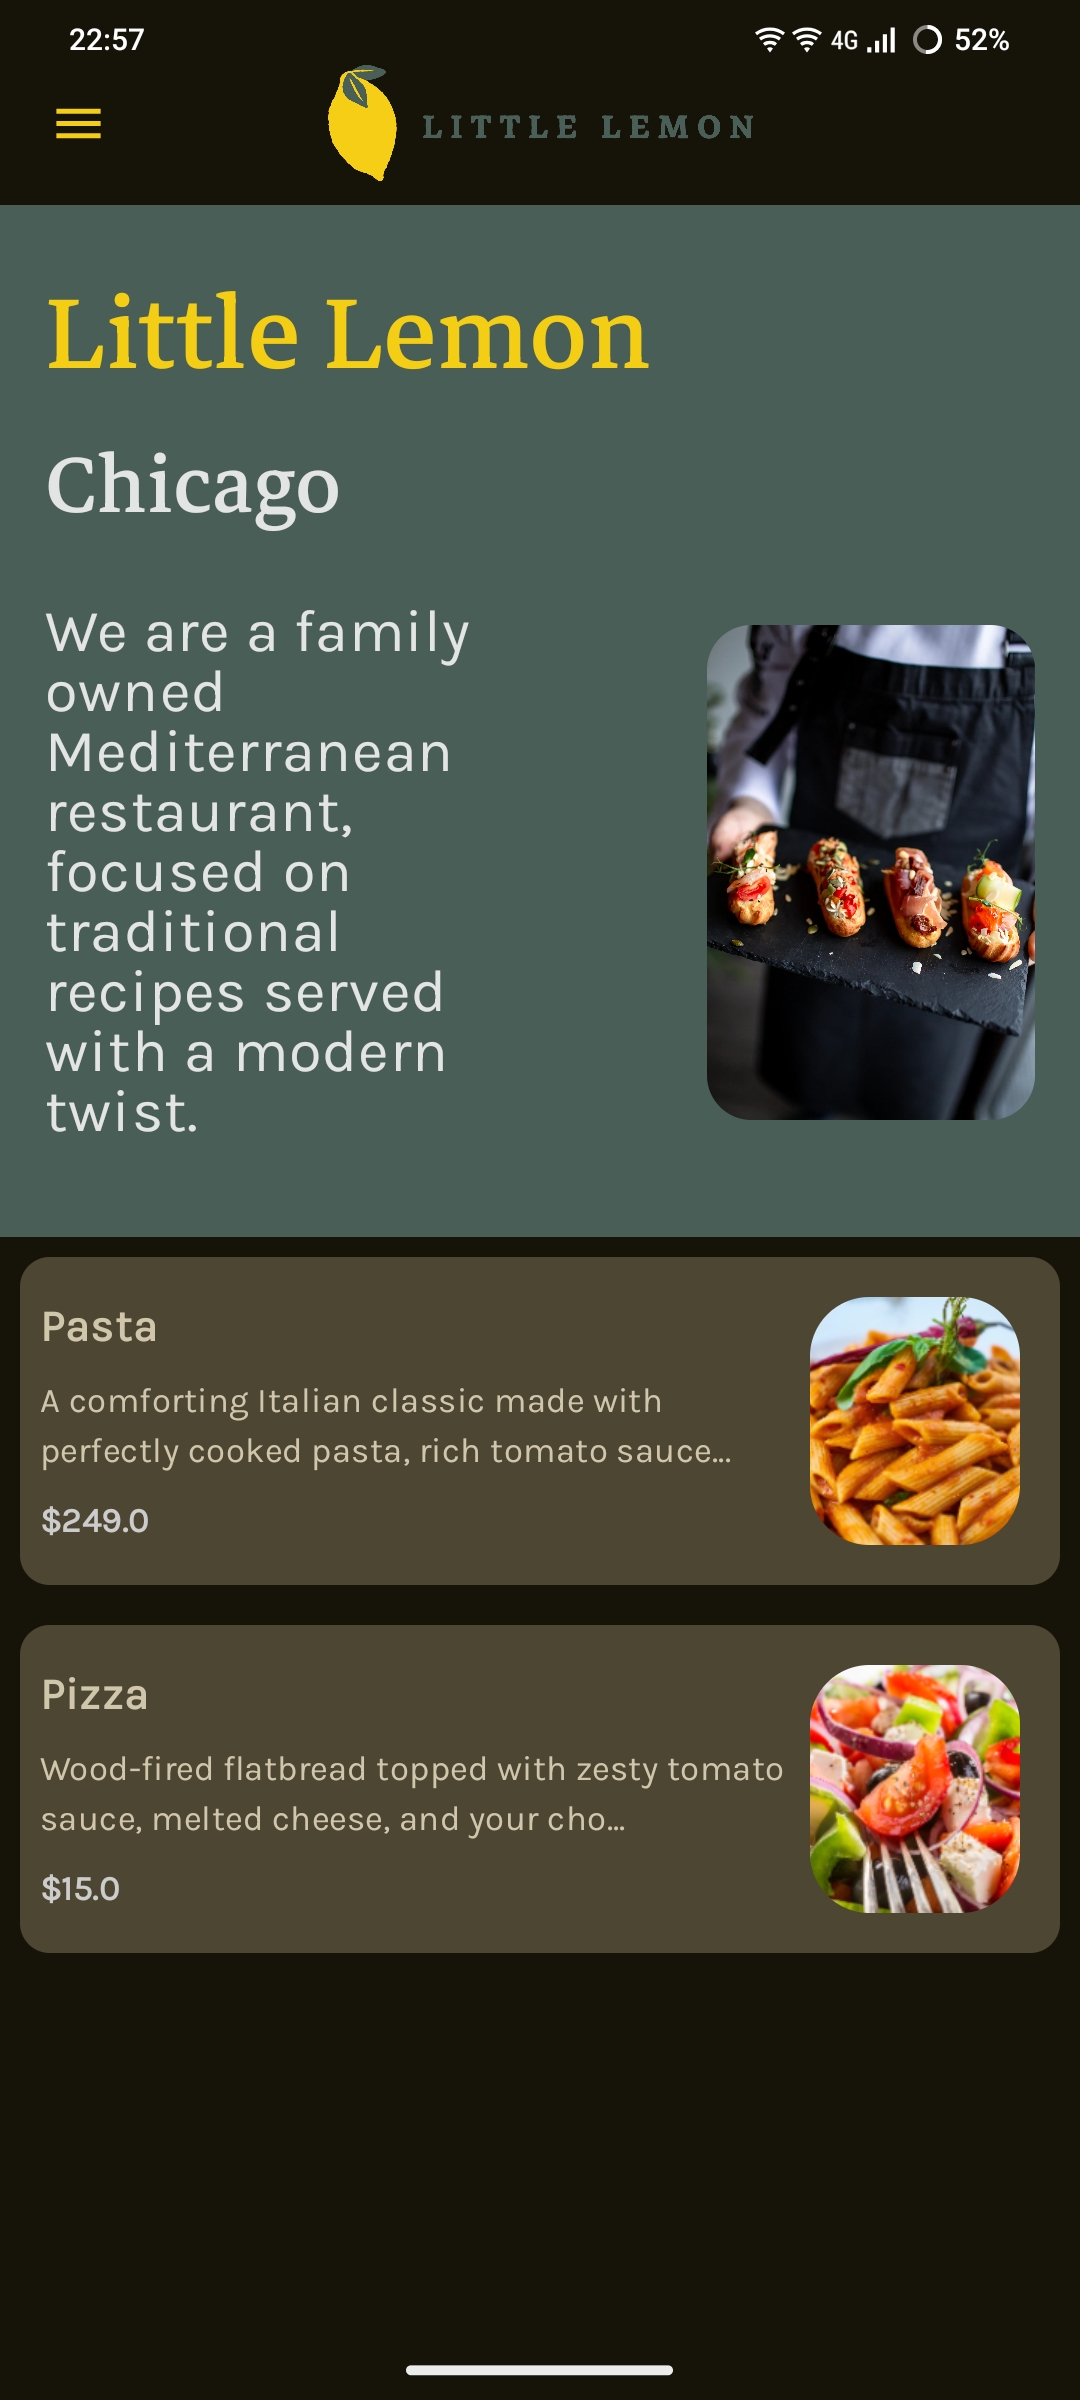 22:57
4G
52%
LITTLE LEMON
Little Lemon
Chicago
We are a family
owned
Mediterranean
restaurant,
focused on
traditional
recipes served
with a modern
twist.
Pasta
A comforting Italian classic made with
perfectly cooked pasta, rich tomato sauce...
$249.0
Pizza
Wood-fired flatbread topped with zesty tomato
sauce, melted cheese, and your cho...
$15.0